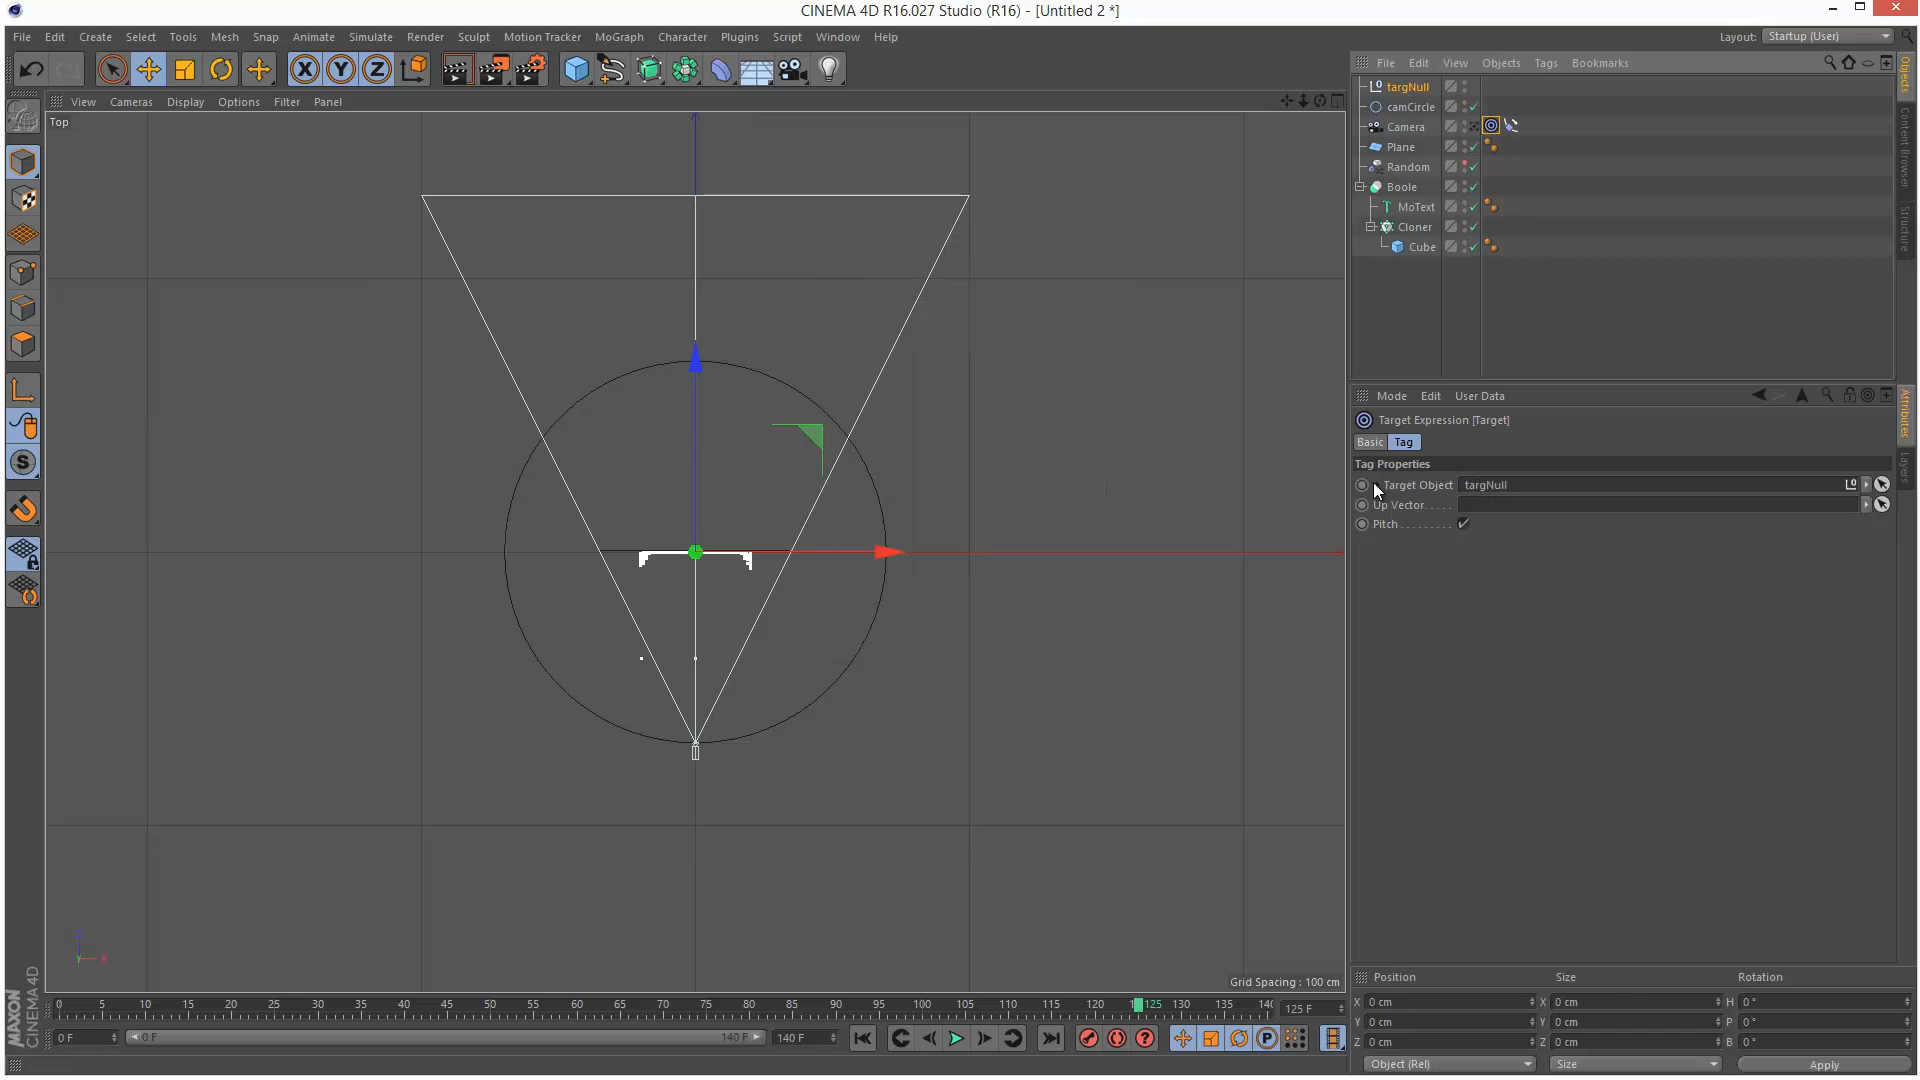 CINEMA 4D R16.027 Studio (R16) - [Untitled 2 *]
File Edit Create Select Tools Mesh Snap Animate Simulate Render Sculpt Motion Tracker MoGraph Character Plugins Script Window Help
Layout: Startup (User)
File Edit View Objects Tags Bookmarks
View Cameras Display Options Filter Panel
Top
targNull
camCircle
Camera
Plane
Random
Boole
MoText
Cloner
Cube
Objects
Content Browser
Structure
Mode Edit User Data
Target Expression [Target]
Basic Tag
Tag Properties
Target Object targNull
Up Vector. . . . .
Pitch . . . . . . . . .
Attributes
Layers
Grid Spacing : 100 cm
Z
Y X
0 5 10 15 20 25 30 35 40 45 50 55 60 65 70 75 80 85 90 95 100 105 110 115 120 125 130 135 125 F
0 F 0 F 140 F 140 F
Position Size Rotation
X 0 cm X 0 cm H 0 °
Y 0 cm Y 0 cm P 0 °
Z 0 cm Z 0 cm B 0 °
Object (Rel) Size Apply
MAXON
CINEMA 4D